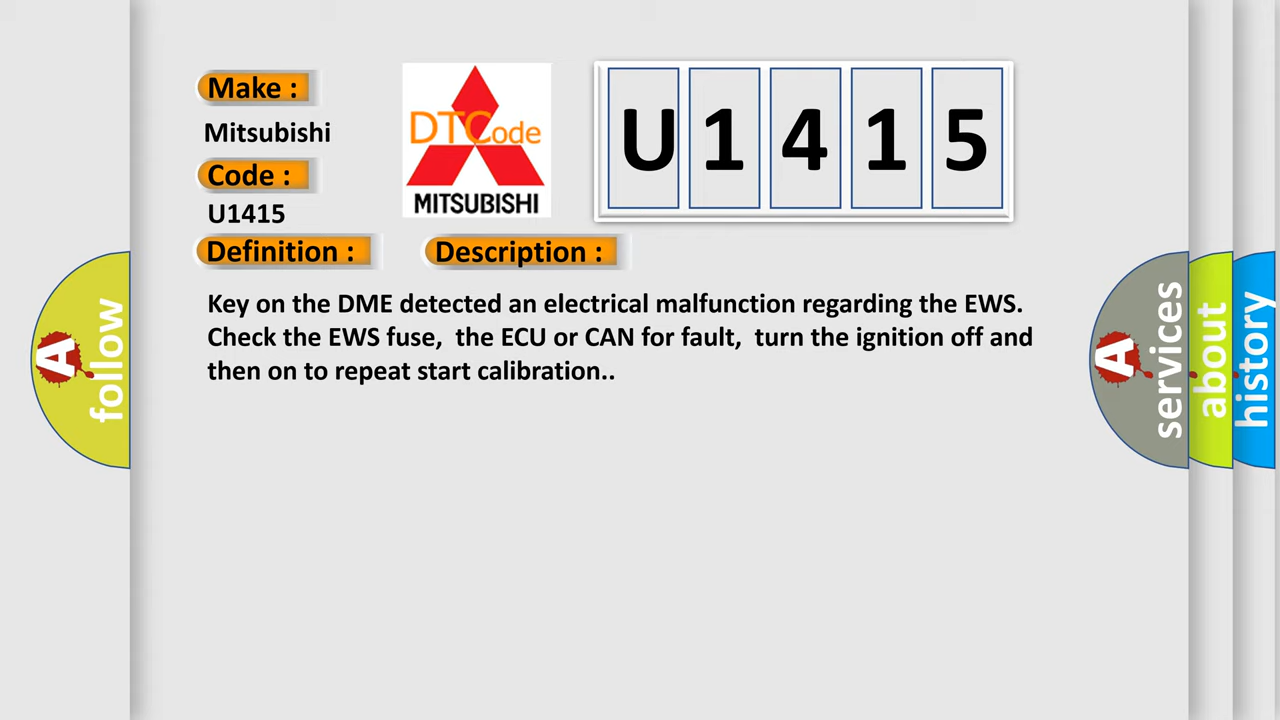 Make :
Mitsubishi
Code :
U1415
Definition :
Description :
DTCode
MITSUBISHI
U 1 4 1 5
Key on the DME detected an electrical malfunction regarding the EWS.
Check the EWS fuse, the ECU or CAN for fault, turn the ignition off and
then on to repeat start calibration..
A follow
A services
about
history